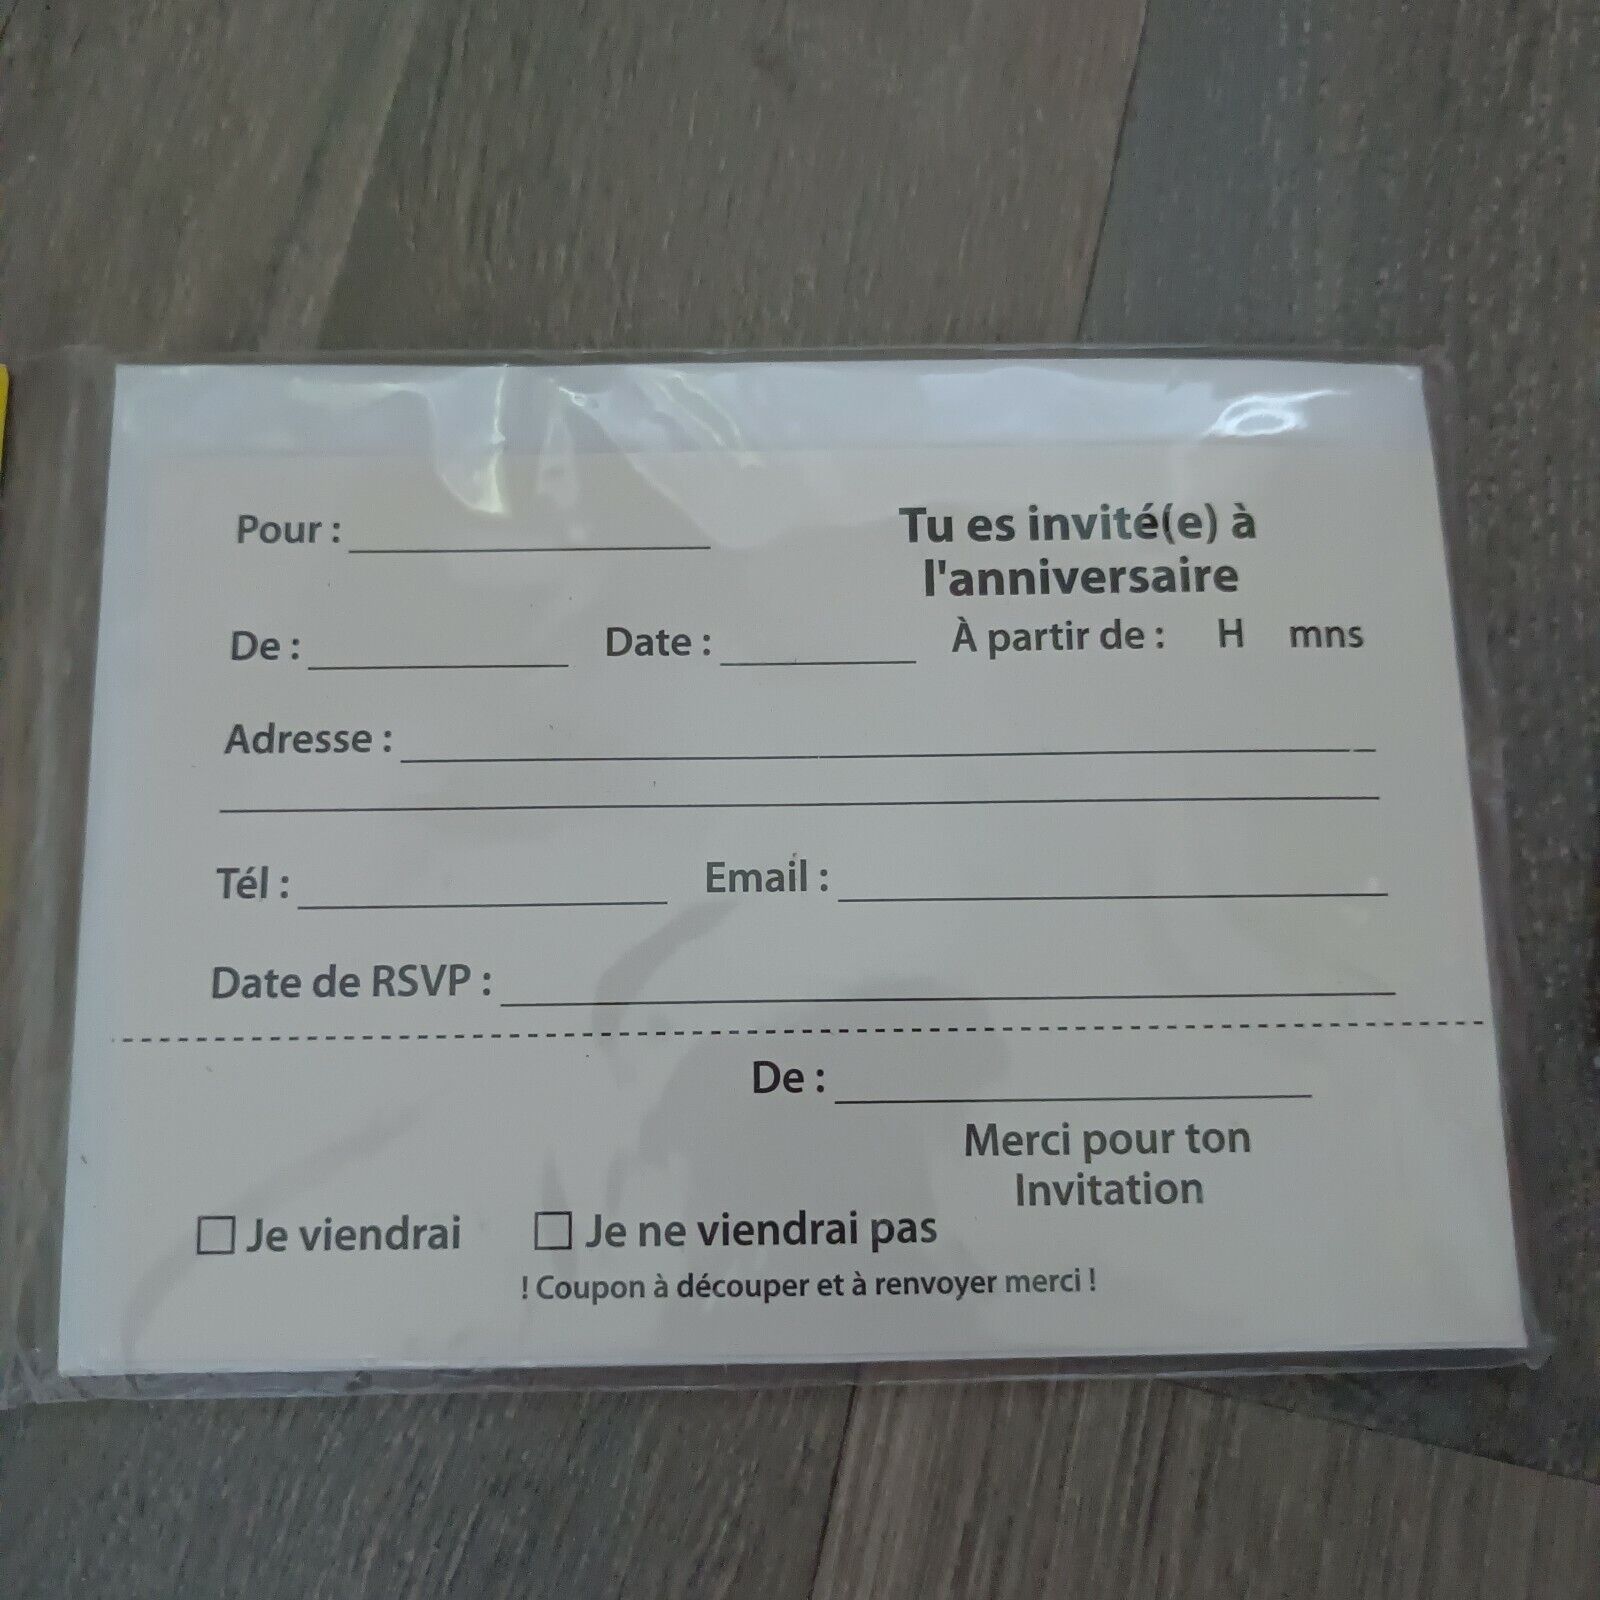 Pour :
Tu es invité(e) à
l'anniversaire
De : Date : À partir de : H mns
Adresse :
Tél : Email :
Date de RSVP :
De :
Merci pour ton
Invitation
Je viendrai Je ne viendrai pas
! Coupon à découper et à renvoyer merci !